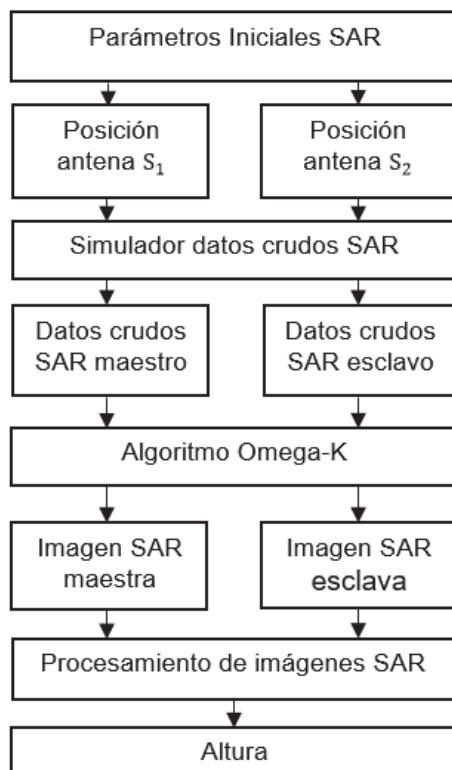 Parámetros Iniciales SAR
Posición
antena S₁
Posición
antena S₂
Simulador datos crudos SAR
Datos crudos
SAR maestro
Datos crudos
SAR esclavo
Algoritmo Omega-K
Imagen SAR
maestra
Imagen SAR
esclava
Procesamiento de imágenes SAR
Altura